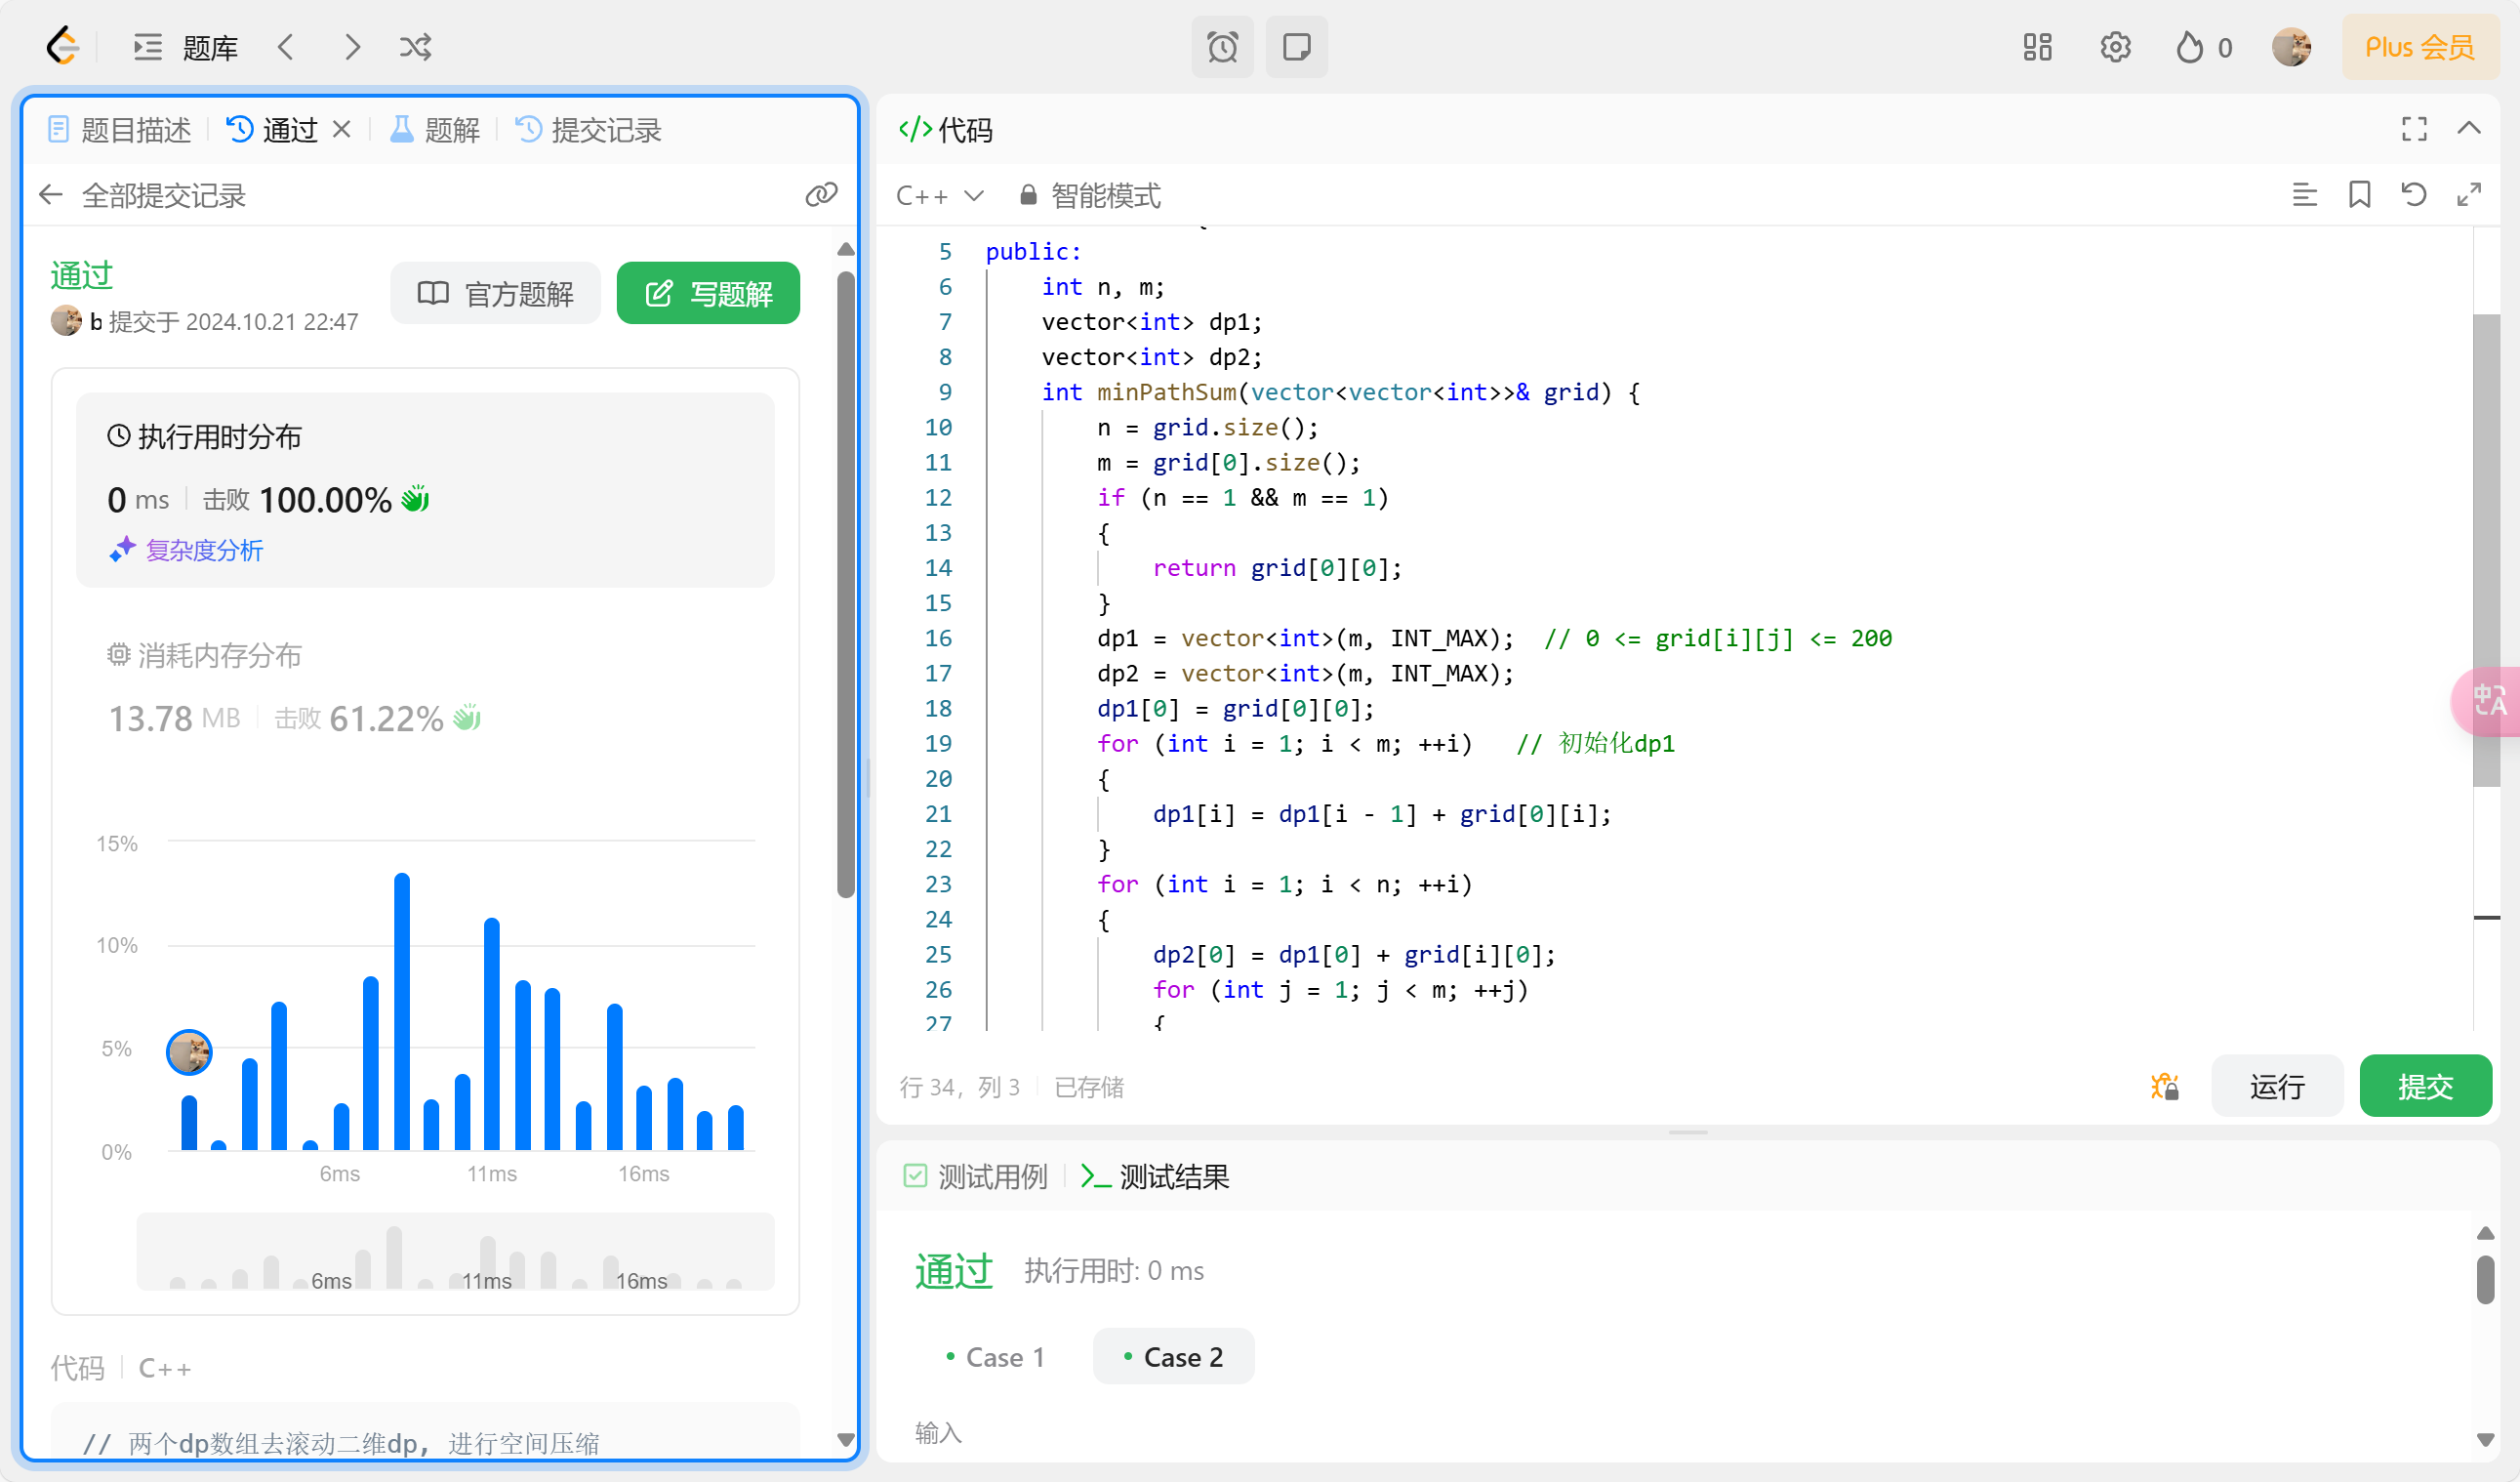 题库
0
Plus 会员
题目描述
通过
题解
提交记录
全部提交记录
通过
官方题解
写题解
b 提交于 2024.10.21 22:47
执行用时分布
0 ms 击败 100.00%
复杂度分析
消耗内存分布
13.78 MB 击败 61.22%
15%
10%
5%
0%
6ms 11ms 16ms
6ms 11ms 16ms
代码 C++
// 两个dp数组去滚动二维dp, 进行空间压缩
</> 代码
C++ 智能模式
5 public:
6 int n, m;
7 vector<int> dp1;
8 vector<int> dp2;
9 int minPathSum(vector<vector<int>>& grid) {
10 n = grid.size();
11 m = grid[0].size();
12 if (n == 1 && m == 1)
13 {
14 return grid[0][0];
15 }
16 dp1 = vector<int>(m, INT_MAX); // 0 <= grid[i][j] <= 200
17 dp2 = vector<int>(m, INT_MAX);
18 dp1[0] = grid[0][0];
19 for (int i = 1; i < m; ++i) // 初始化dp1
20 {
21 dp1[i] = dp1[i - 1] + grid[0][i];
22 }
23 for (int i = 1; i < n; ++i)
24 {
25 dp2[0] = dp1[0] + grid[i][0];
26 for (int j = 1; j < m; ++j)
27 {
行 34, 列 3 已存储
运行
提交
测试用例
测试结果
通过 执行用时: 0 ms
Case 1
Case 2
输入
中A